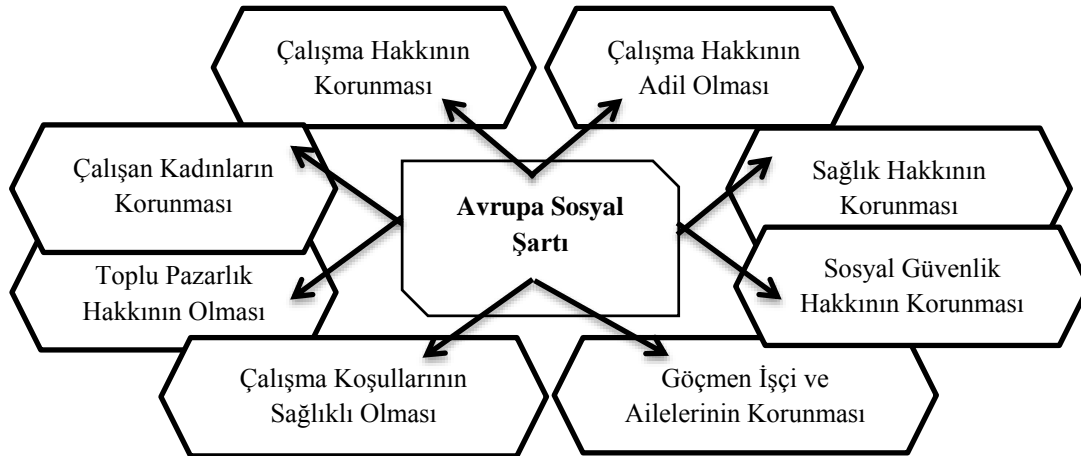 Çalışma Hakkının
Korunması
Çalışma Hakkının
Adil Olması
Çalışan Kadınların
Korunması
Avrupa Sosyal
Şartı
Sağlık Hakkının
Korunması
Toplu Pazarlık
Hakkının Olması
Sosyal Güvenlik
Hakkının Korunması
Çalışma Koşullarının
Sağlıklı Olması
Göçmen İşçi ve
Ailelerinin Korunması